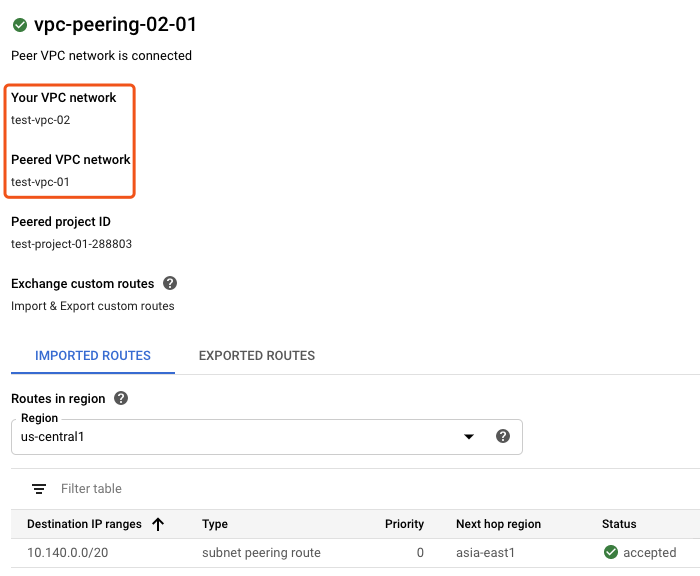 vpc-peering-02-01
Peer VPC network is connected
Your VPC network
test-vpc-02
Peered VPC network
test-vpc-01
Peered project ID
test-project-01-288803
Exchange custom routes ?
Import & Export custom routes
IMPORTED ROUTES EXPORTED ROUTES
Routes in region ?
Region
us-central1 ?
Filter table
Destination IP ranges Type Priority Next hop region Status
10.140.0.0/20 subnet peering route 0 asia-east1 accepted